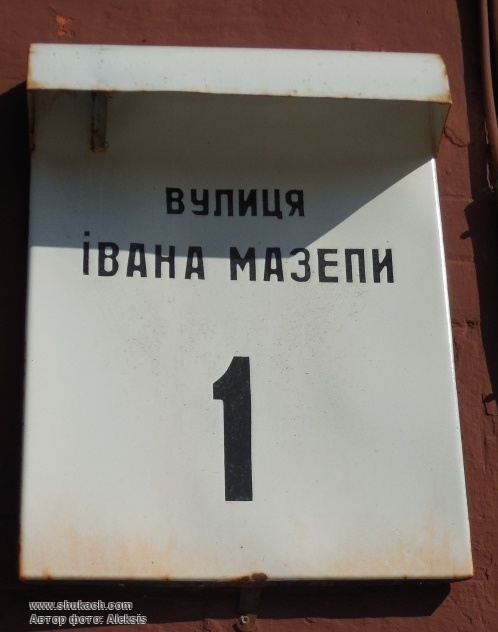 ВУЛИЦЯ
ІВАНА МАЗЕПИ
1
www.shukach.com
Автор фото: Aleksis